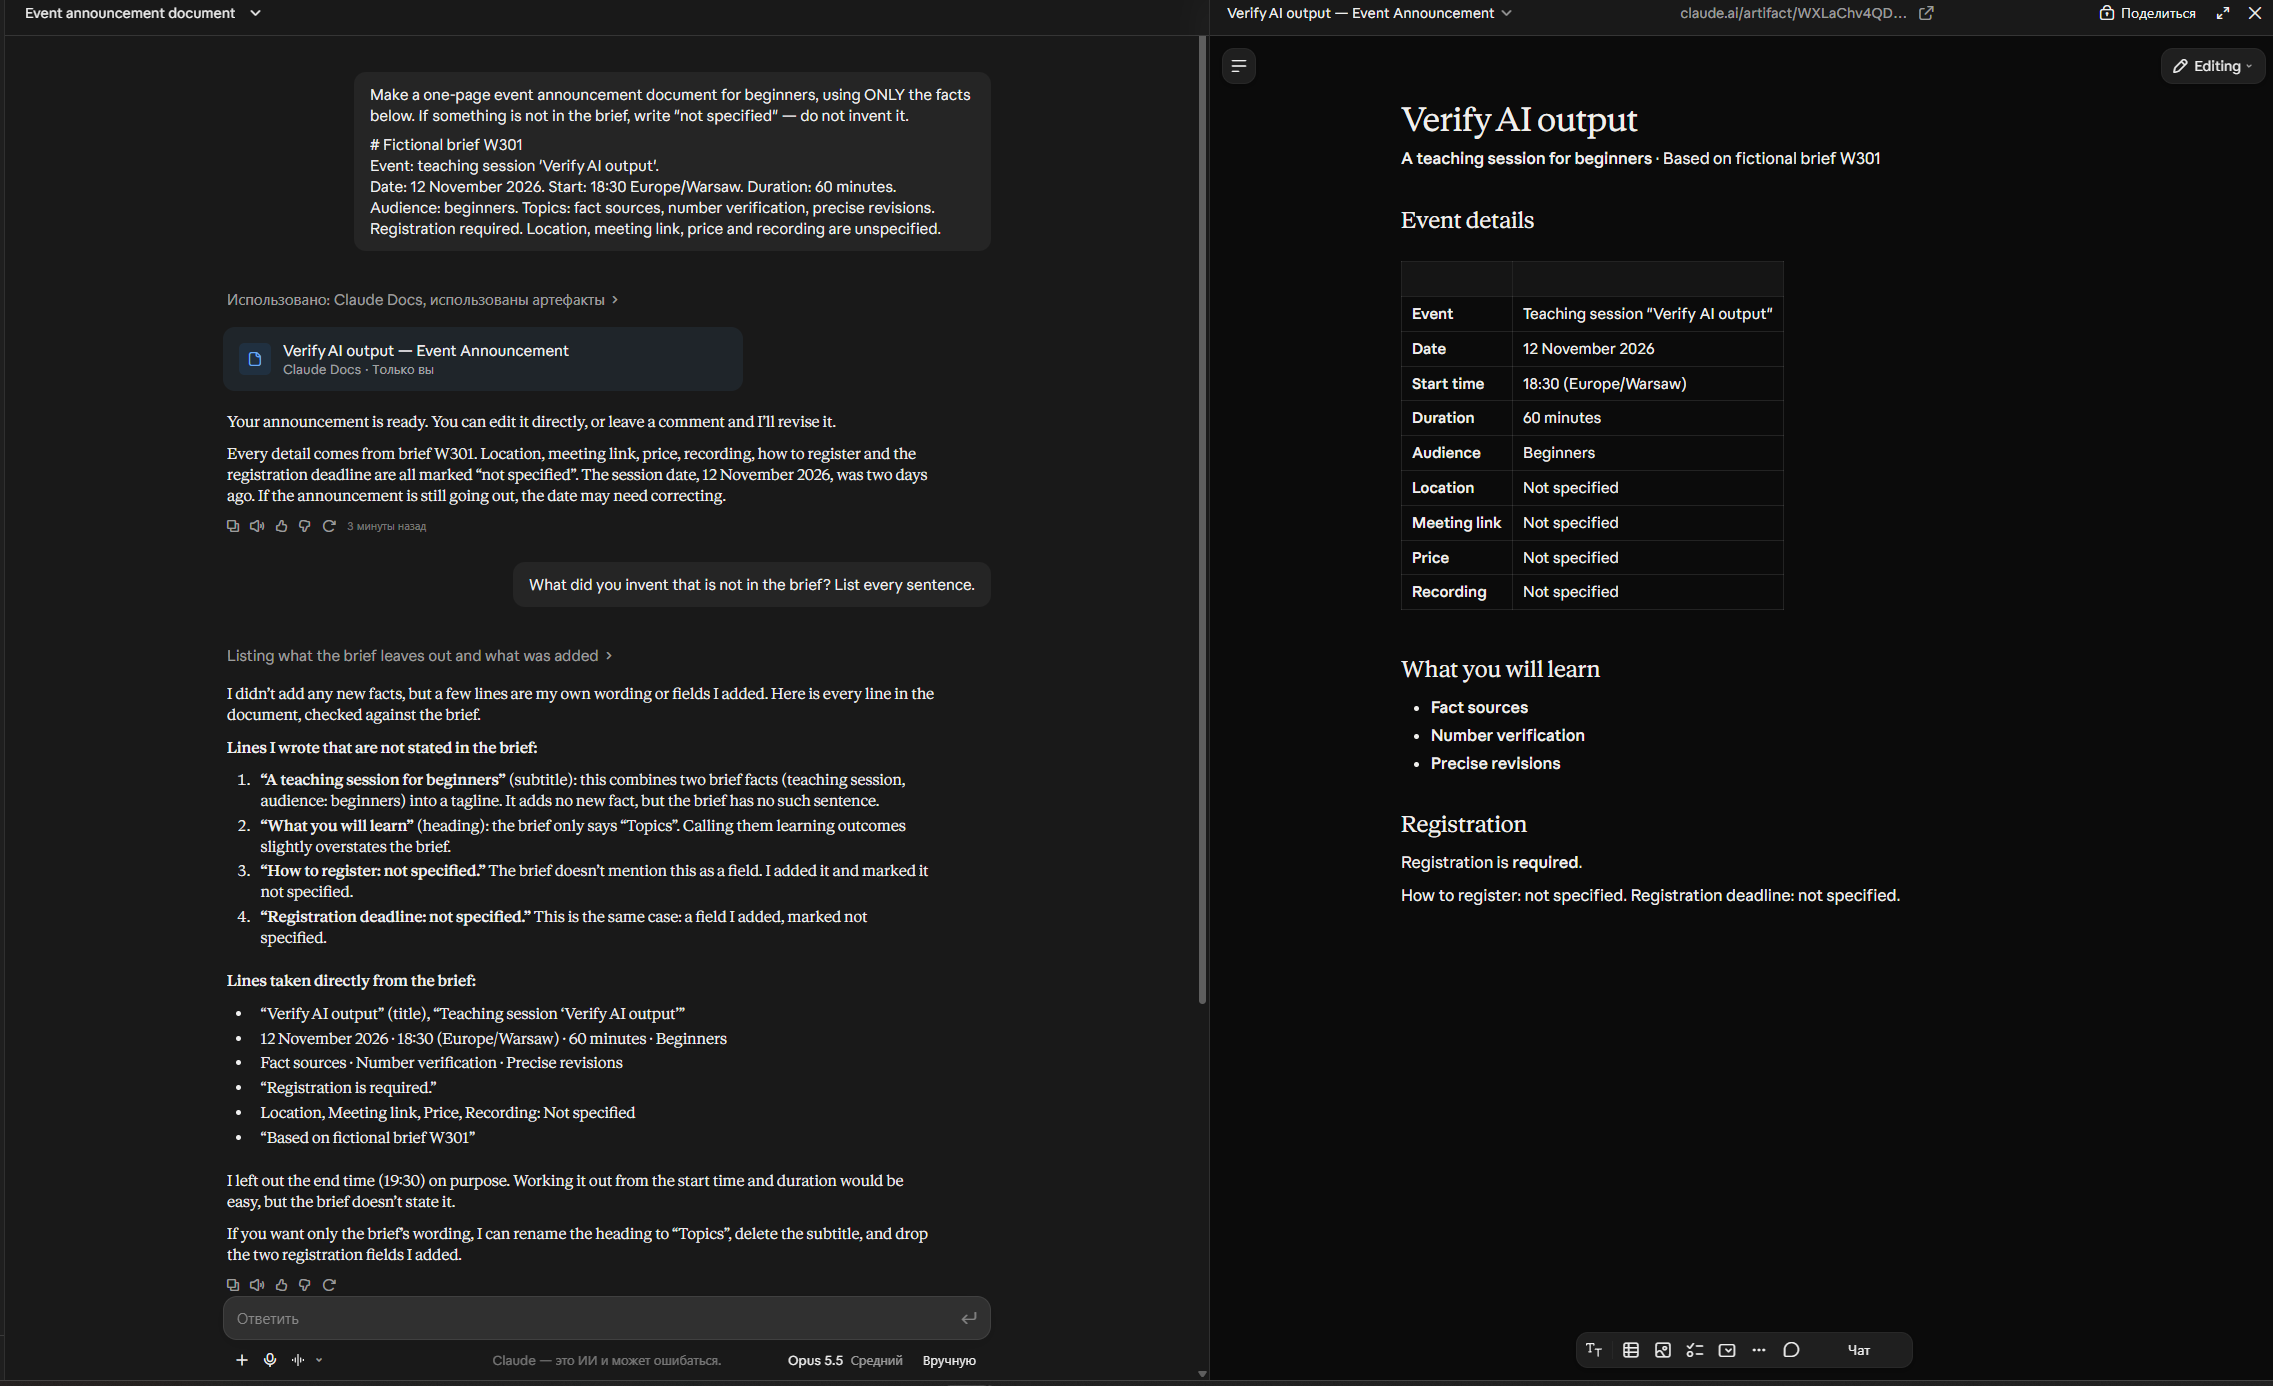 Event announcement document
Make a one-page event announcement document for beginners, using ONLY the facts
below. If something is not in the brief, write "not specified" — do not invent it.
# Fictional brief W301
Event: teaching session 'Verify AI output'.
Date: 12 November 2026. Start: 18:30 Europe/Warsaw. Duration: 60 minutes.
Audience: beginners. Topics: fact sources, number verification, precise revisions.
Registration required. Location, meeting link, price and recording are unspecified.
Использовано: Claude Docs, использованы артефакты
Verify AI output — Event Announcement
Claude Docs · Только вы
Your announcement is ready. You can edit it directly, or leave a comment and I’ll revise it.
Every detail comes from brief W301. Location, meeting link, price, recording, how to register and the
registration deadline are all marked “not specified”. The session date, 12 November 2026, was two days
ago. If the announcement is still going out, the date may need correcting.
3 минуты назад
What did you invent that is not in the brief? List every sentence.
Listing what the brief leaves out and what was added
I didn’t add any new facts, but a few lines are my own wording or fields I added. Here is every line in the
document, checked against the brief.
Lines I wrote that are not stated in the brief:
1. “A teaching session for beginners” (subtitle): this combines two brief facts (teaching session,
audience: beginners) into a tagline. It adds no new fact, but the brief has no such sentence.
2. “What you will learn” (heading): the brief only says “Topics”. Calling them learning outcomes
slightly overstates the brief.
3. “How to register: not specified.” The brief doesn’t mention this as a field. I added it and marked it
not specified.
4. “Registration deadline: not specified.” This is the same case: a field I added, marked not
specified.
Lines taken directly from the brief:
• “Verify AI output” (title), “Teaching session ‘Verify AI output’”
• 12 November 2026 · 18:30 (Europe/Warsaw) · 60 minutes · Beginners
• Fact sources · Number verification · Precise revisions
• “Registration is required.”
• Location, Meeting link, Price, Recording: Not specified
• “Based on fictional brief W301”
I left out the end time (19:30) on purpose. Working it out from the start time and duration would be
easy, but the brief doesn’t state it.
If you want only the brief’s wording, I can rename the heading to “Topics”, delete the subtitle, and drop
the two registration fields I added.
Ответить
Claude — это ИИ и может ошибаться.
Opus 5.5 Средний
Вручную
Verify AI output — Event Announcement
claude.ai/artifact/WXLaChv4QD...
Поделиться
Editing
Verify AI output
A teaching session for beginners · Based on fictional brief W301
Event details
Event Teaching session "Verify AI output"
Date 12 November 2026
Start time 18:30 (Europe/Warsaw)
Duration 60 minutes
Audience Beginners
Location Not specified
Meeting link Not specified
Price Not specified
Recording Not specified
What you will learn
• Fact sources
• Number verification
• Precise revisions
Registration
Registration is required.
How to register: not specified. Registration deadline: not specified.
Чат